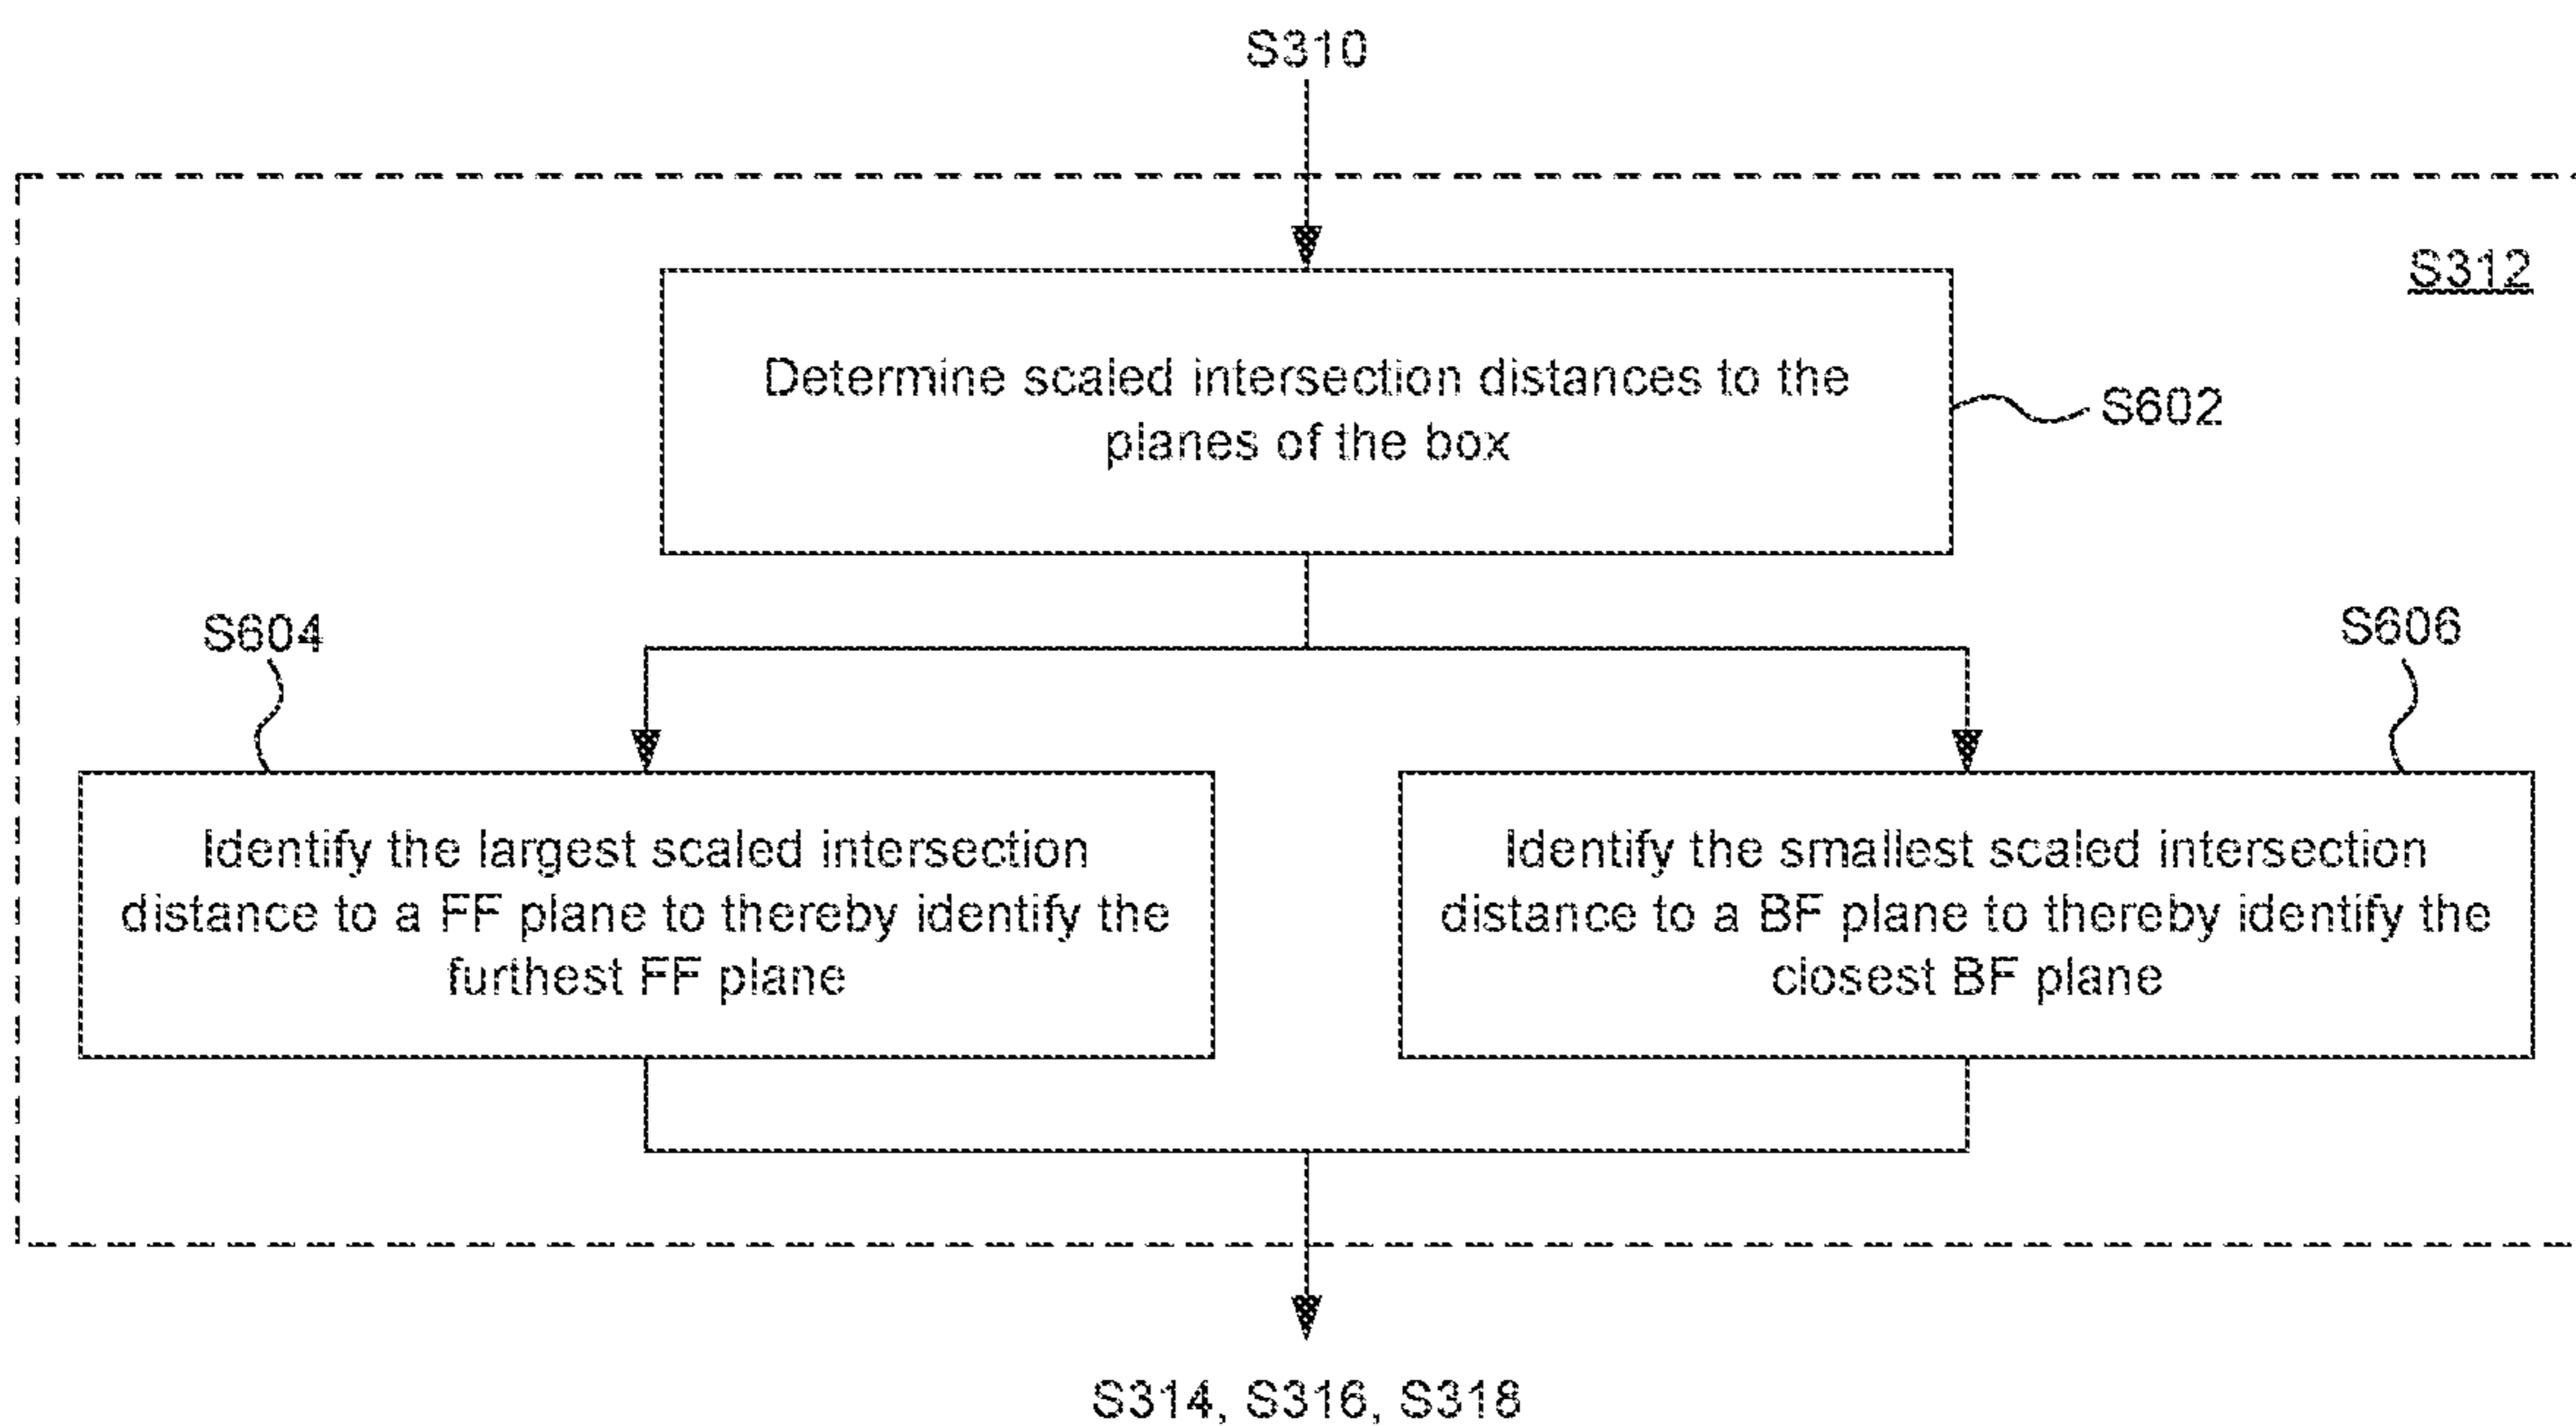 S310
S312
Determine scaled intersection distances to the
planes of the box
S602
S604
S606
Identify the largest scaled intersection
distance to a FF plane to thereby identify the
furthest FF plane
Identify the smallest scaled intersection
distance to a BF plane to thereby identify the
closest BF plane
S314, S316, S318